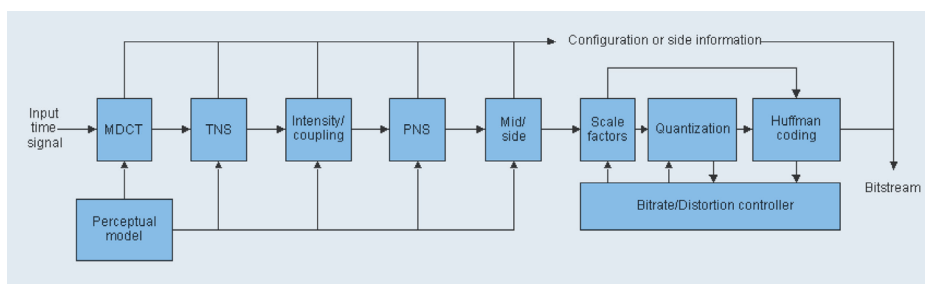 Configuration or side information
Input
time
signal
MDCT
TNS
Intensity/
coupling
PNS
Mid/
side
Scale
factors
Quantization
Huffman
coding
Bitstream
Perceptual
model
Bitrate/Distortion controller